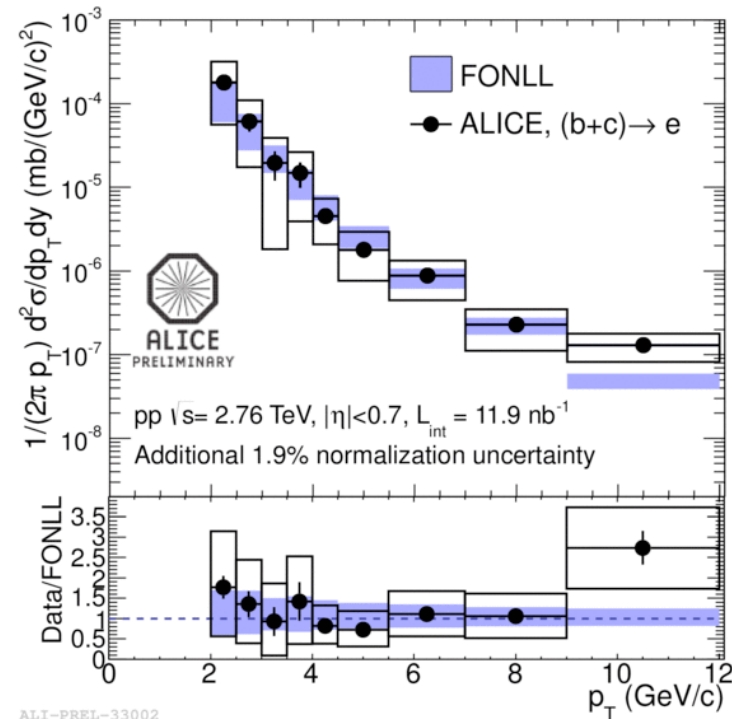 10⁻³
10⁻⁴
10⁻⁵
10⁻⁶
10⁻⁷
10⁻⁸
1/(2π p_T) d²σ/dp_T dy (mb/(GeV/c)²)
FONLL
ALICE, (b+c)→ e
ALICE
PRELIMINARY
pp √s= 2.76 TeV, |η|<0.7, L_int = 11.9 nb⁻¹
Additional 1.9% normalization uncertainty
Data/FONLL
3.5
3
2.5
2
1.5
1
0.5
0
0 2 4 6 8 10 12
p_T (GeV/c)
ALI-PREL-33002